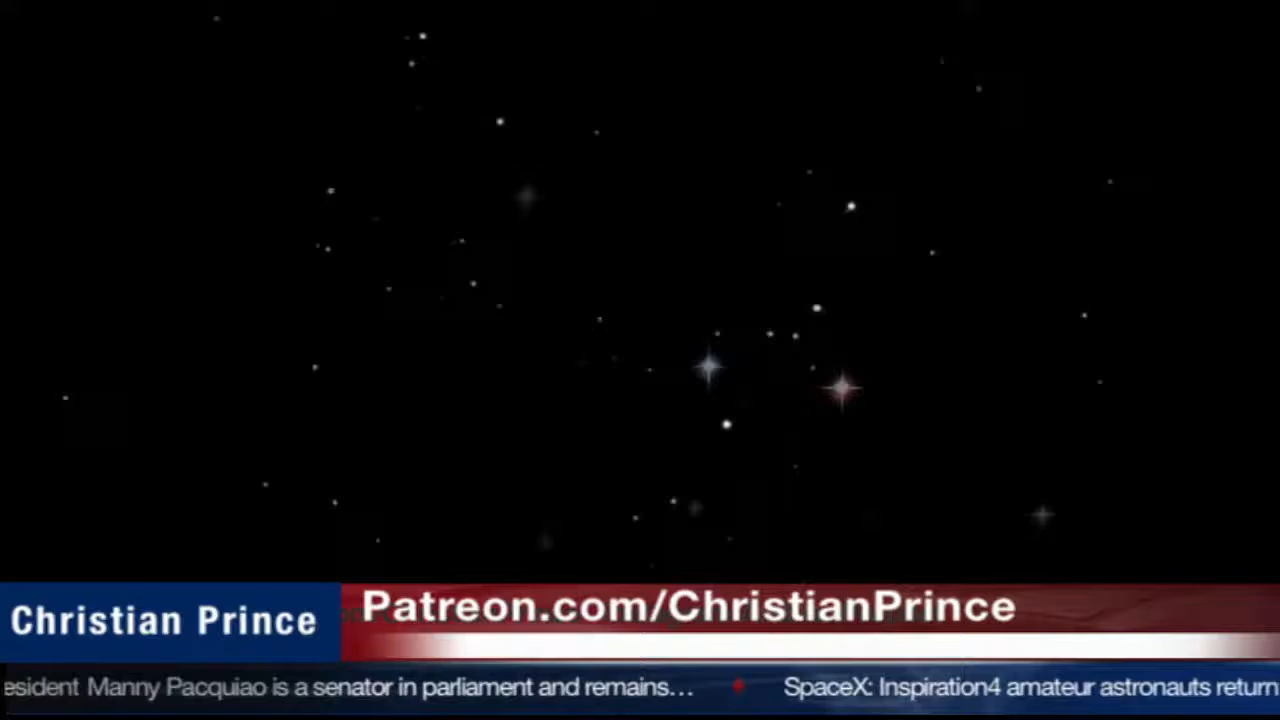 Patreon.com/ChristianPrince
Christian Prince
esident Manny Pacquiao is a senator in parliament and remains... SpaceX: Inspiration4 amateur astronauts return